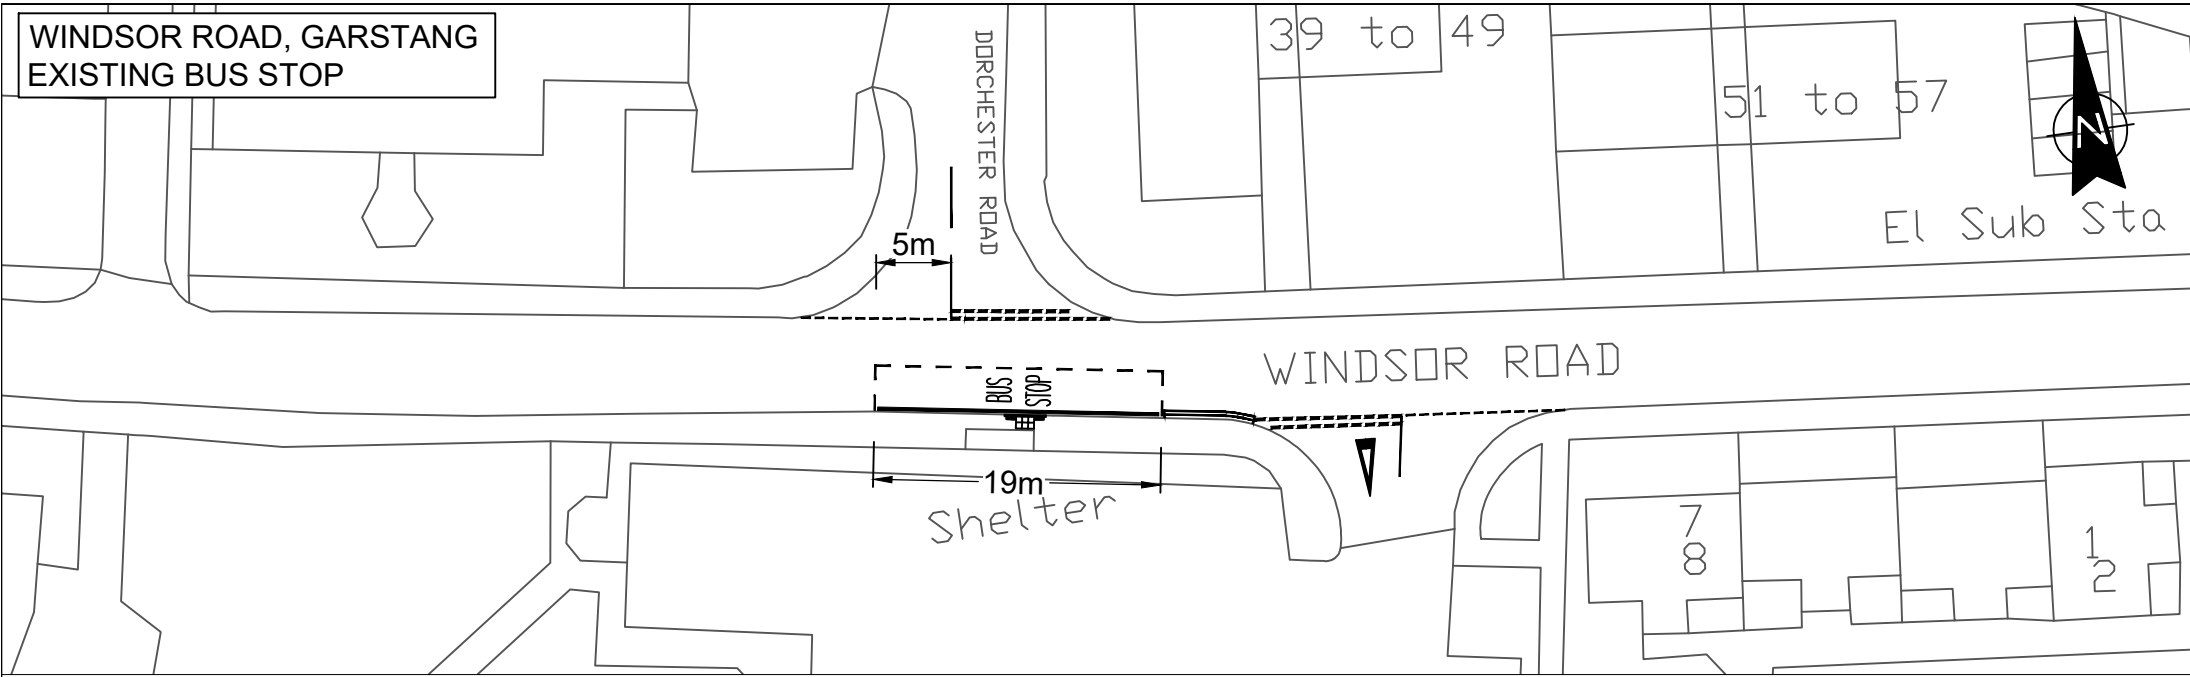 WINDSOR ROAD, GARSTANG
EXISTING BUS STOP
DORCHESTER ROAD
39 to 49
51 to 57
N
El Sub Sta
5m
WINDSOR ROAD
BUS
STOP
19m
Shelter
7
8
1
2